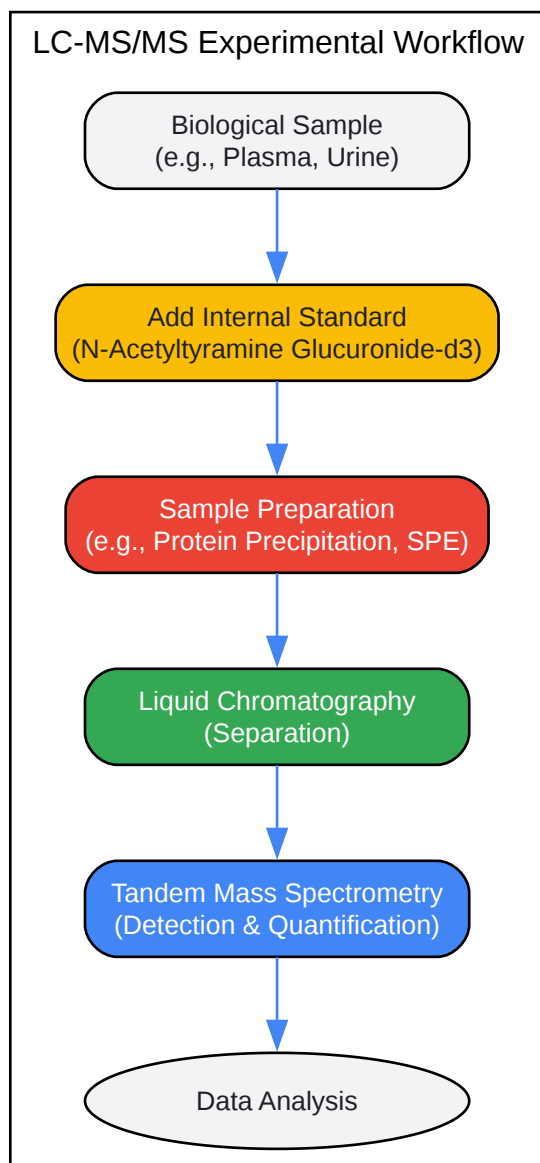 LC-MS/MS Experimental Workflow
Biological Sample
(e.g., Plasma, Urine)
Add Internal Standard
(N-Acetyltyramine Glucuronide-d3)
Sample Preparation
(e.g., Protein Precipitation, SPE)
Liquid Chromatography
(Separation)
Tandem Mass Spectrometry
(Detection & Quantification)
Data Analysis